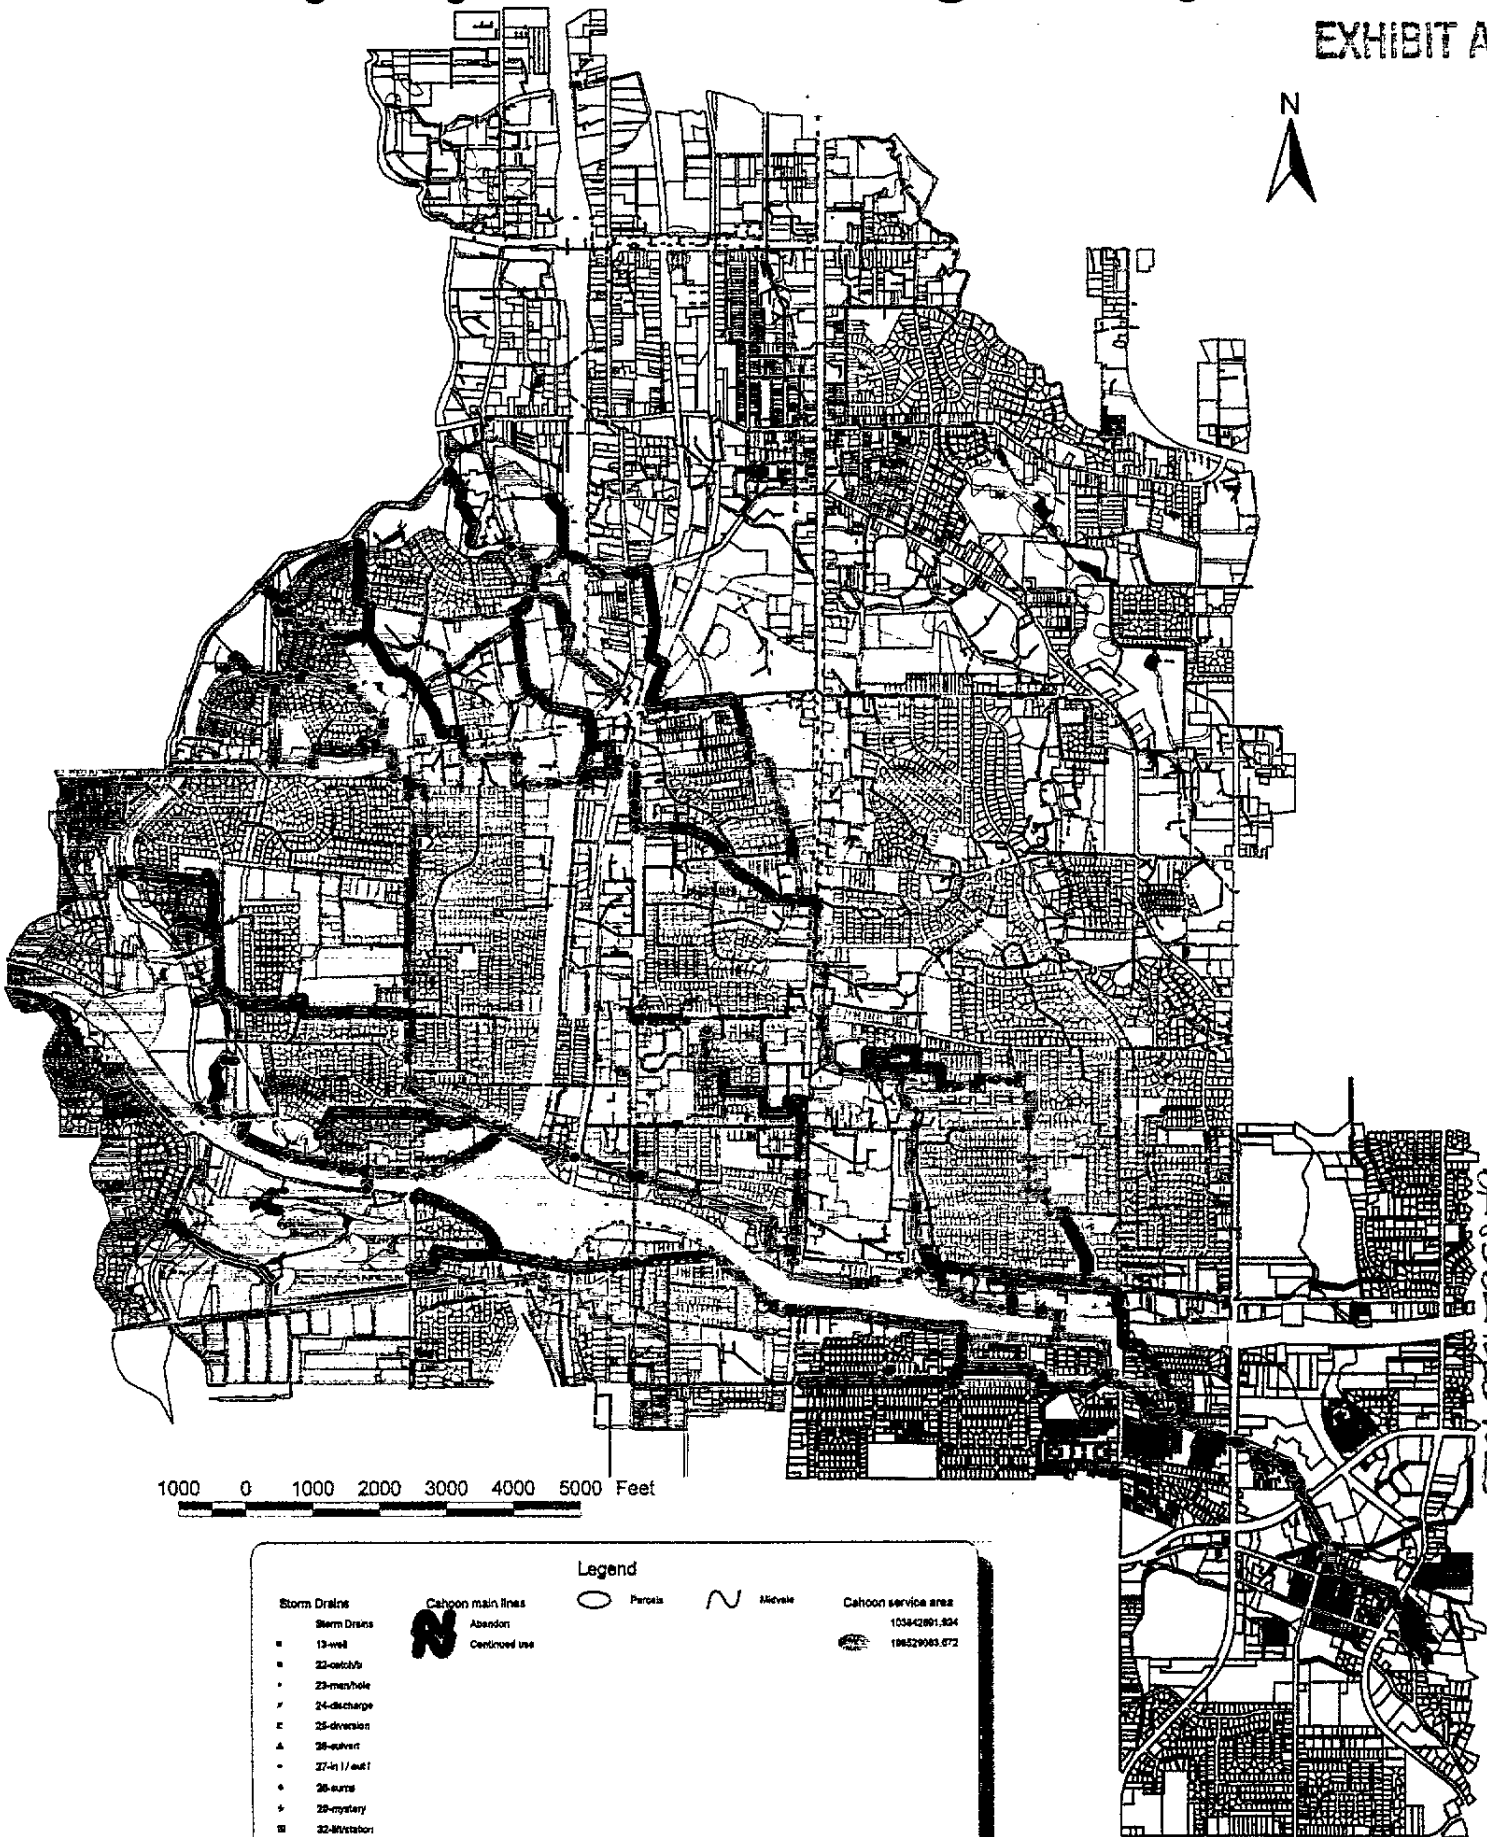 EXHIBIT A
N
1000 0 1000 2000 3000 4000 5000 Feet
Legend
Storm Drains
Storm Drains
13-well
22-catch/b
23-man/hole
24-discharge
25-diversion
26-culvert
27-in l / out l
28-sump
29-mystery
32-lift/station
Cahoon main lines
Abandon
Continued use
Parcels
Midvale
Cahoon service area
103842691.924